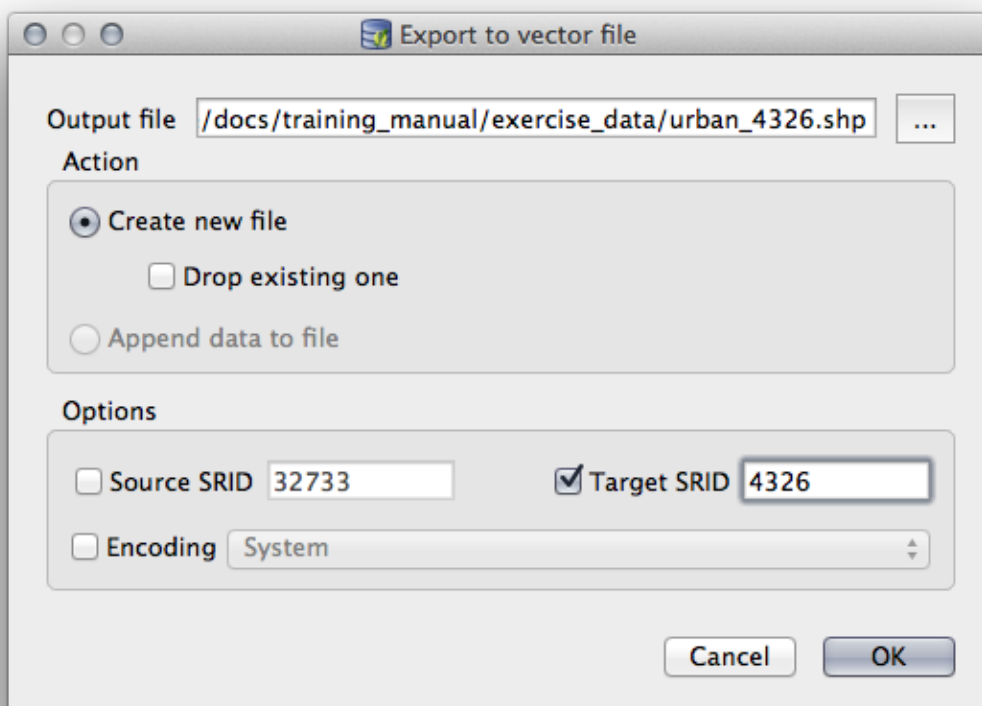 Export to vector file
Output file /docs/training_manual/exercise_data/urban_4326.shp ...
Action
Create new file
Drop existing one
Append data to file
Options
Source SRID 32733 Target SRID 4326
Encoding System
Cancel OK